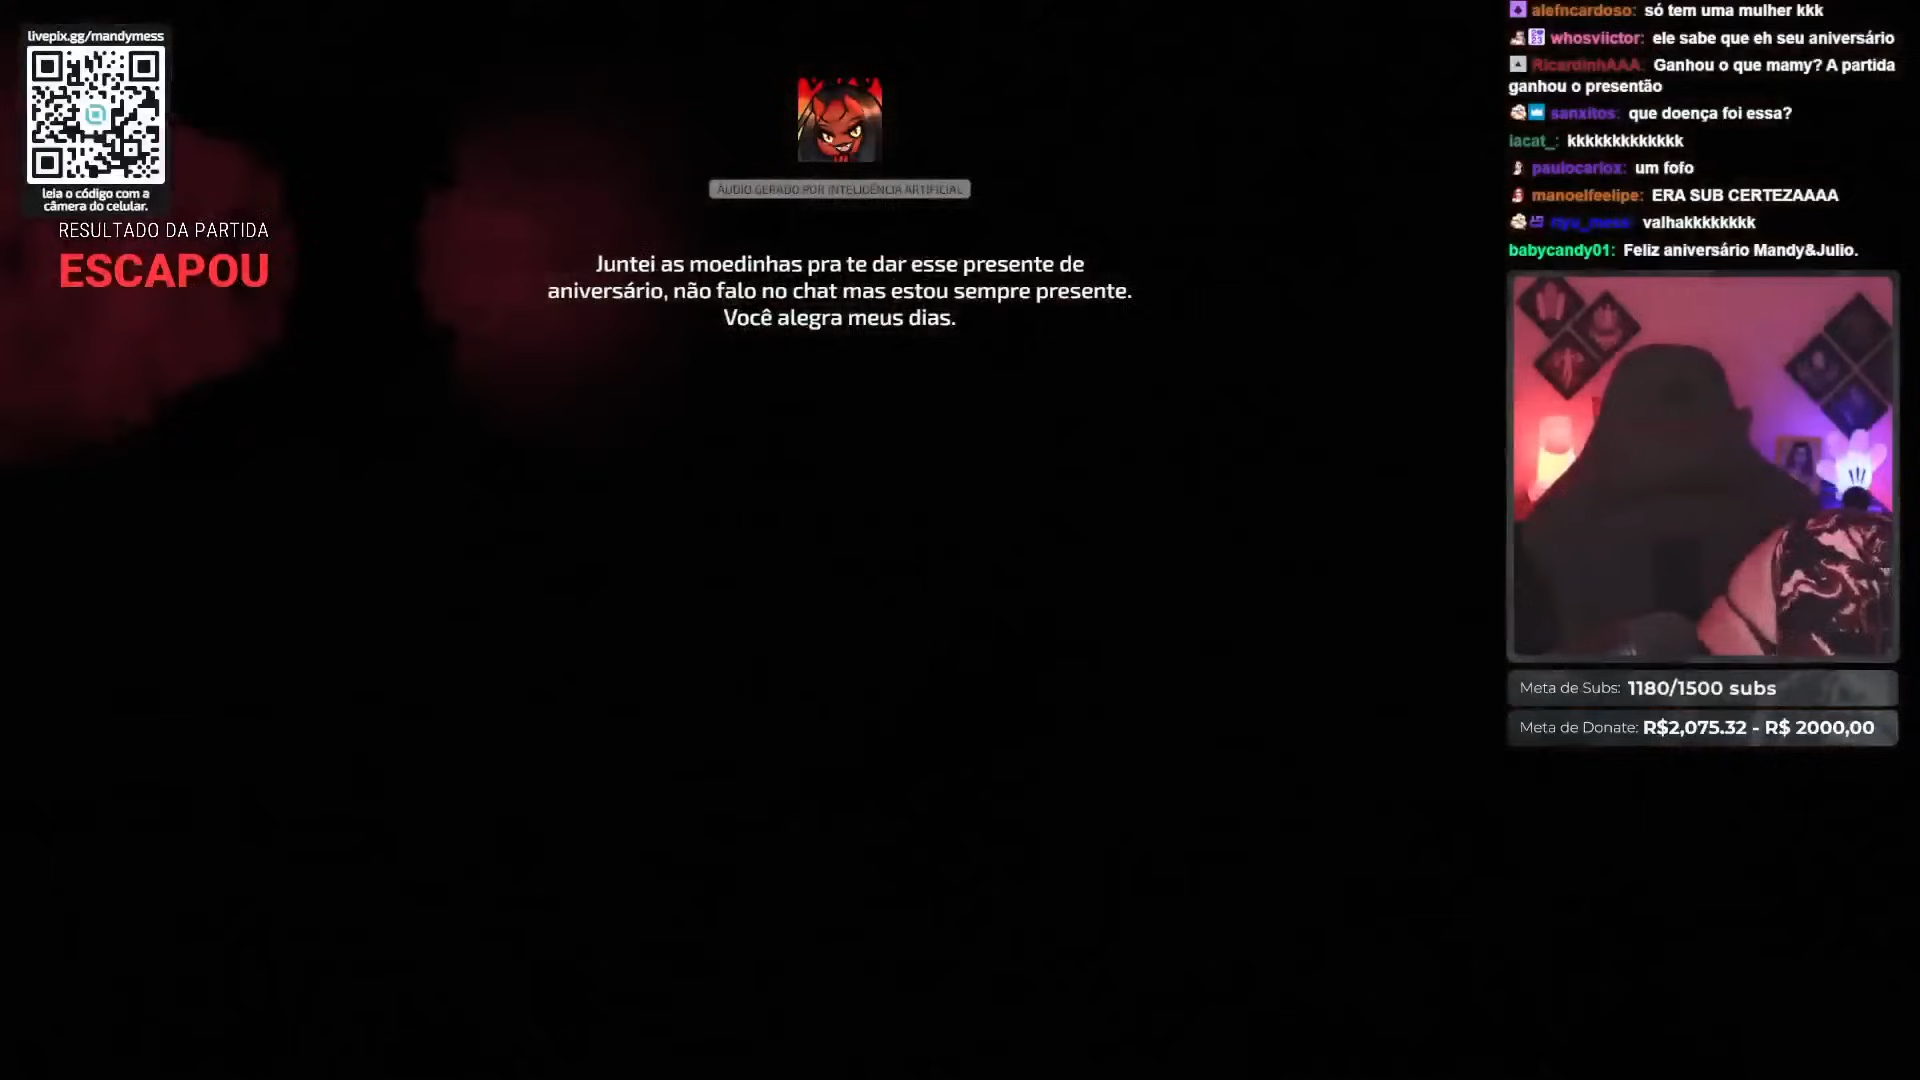 livepix.gg/mandymess
leia o código com a
câmera do celular.
RESULTADO DA PARTIDA
ESCAPOU
ÁUDIO GERADO POR INTELIGÊNCIA ARTIFICIAL
Juntei as moedinhas pra te dar esse presente de
aniversário, não falo no chat mas estou sempre presente.
Você alegra meus dias.
alefncardoso: só tem uma mulher kkk
whosviictor: ele sabe que eh seu aniversário
RicardinhAAA: Ganhou o que mamy? A partida
ganhou o presentão
sanxitos: que doença foi essa?
iacat_: kkkkkkkkkkkkk
paulocarlox: um fofo
manoelfeelipe: ERA SUB CERTEZAAAA
valhakkkkkkkk
babycandy01: Feliz aniversário Mandy&Julio.
Meta de Subs: 1180/1500 subs
Meta de Donate: R$2,075.32 - R$ 2000,00